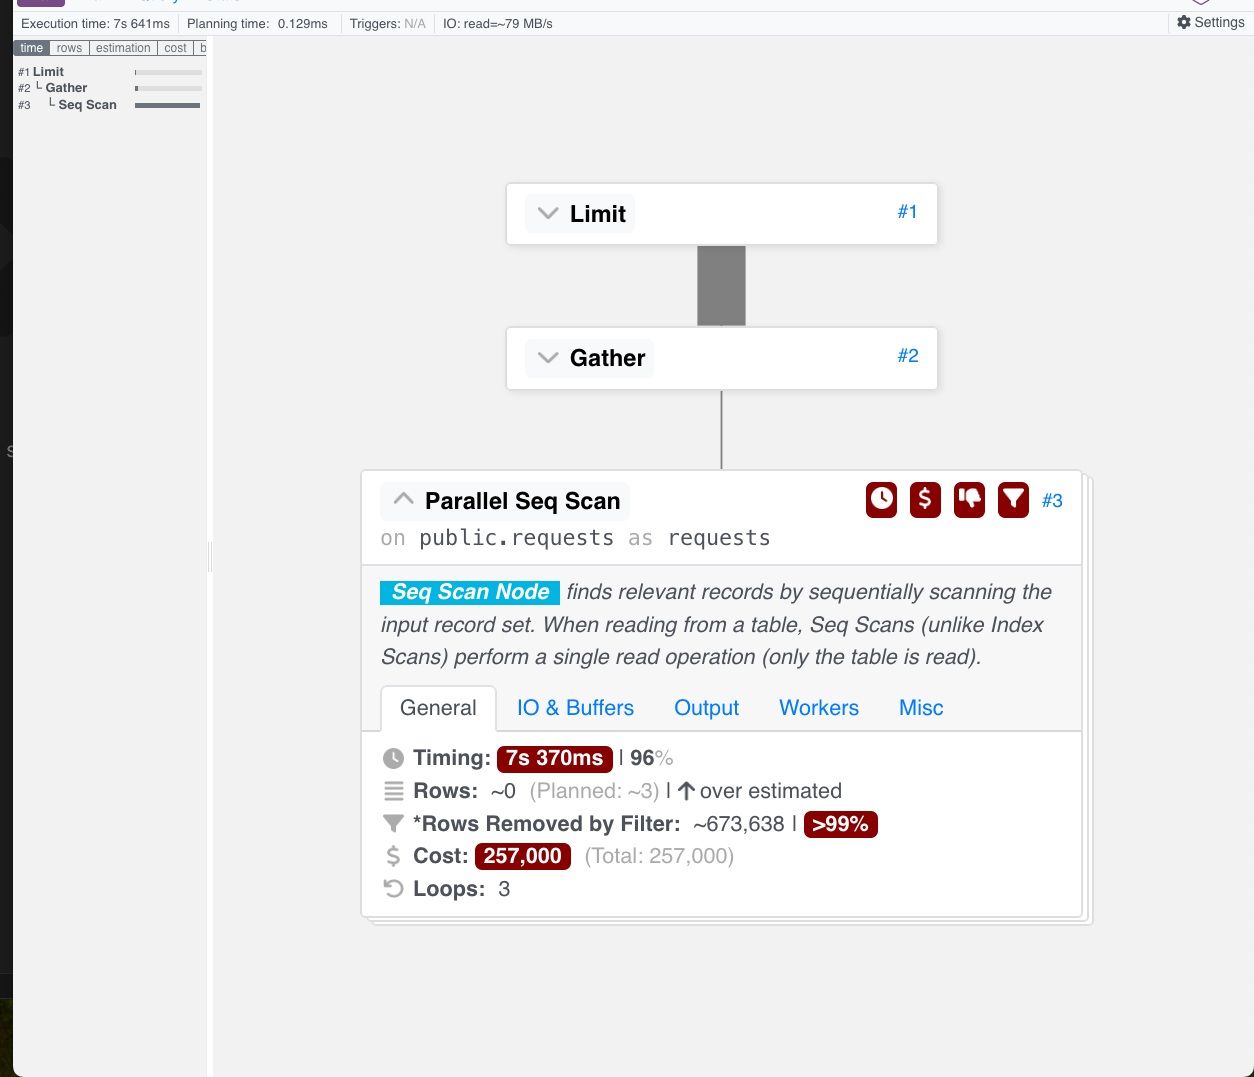 Execution time: 7s 641ms Planning time: 0.129ms Triggers: N/A IO: read=~79 MB/s Settings
time rows estimation cost b
#1 Limit
#2 └ Gather
#3 └ Seq Scan
Limit #1
Gather #2
Parallel Seq Scan $ #3
on public.requests as requests
Seq Scan Node finds relevant records by sequentially scanning the
input record set. When reading from a table, Seq Scans (unlike Index
Scans) perform a single read operation (only the table is read).
General IO & Buffers Output Workers Misc
Timing: 7s 370ms | 96%
Rows: ~0 (Planned: ~3) | ↑ over estimated
*Rows Removed by Filter: ~673,638 | >99%
$ Cost: 257,000 (Total: 257,000)
Loops: 3